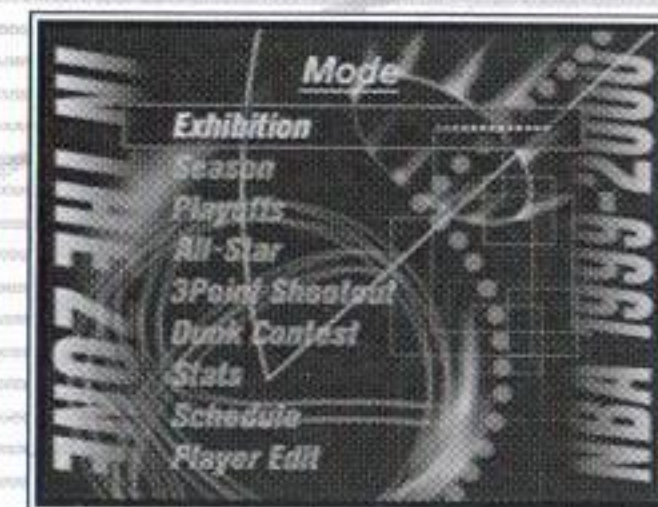 Mode
IN THE ZONE
Exhibition
Season
Playoffs
All-Star
3Point Shootout
Dunk Contest
Stats
Schedule
Player Edit
NBA 1999-2000